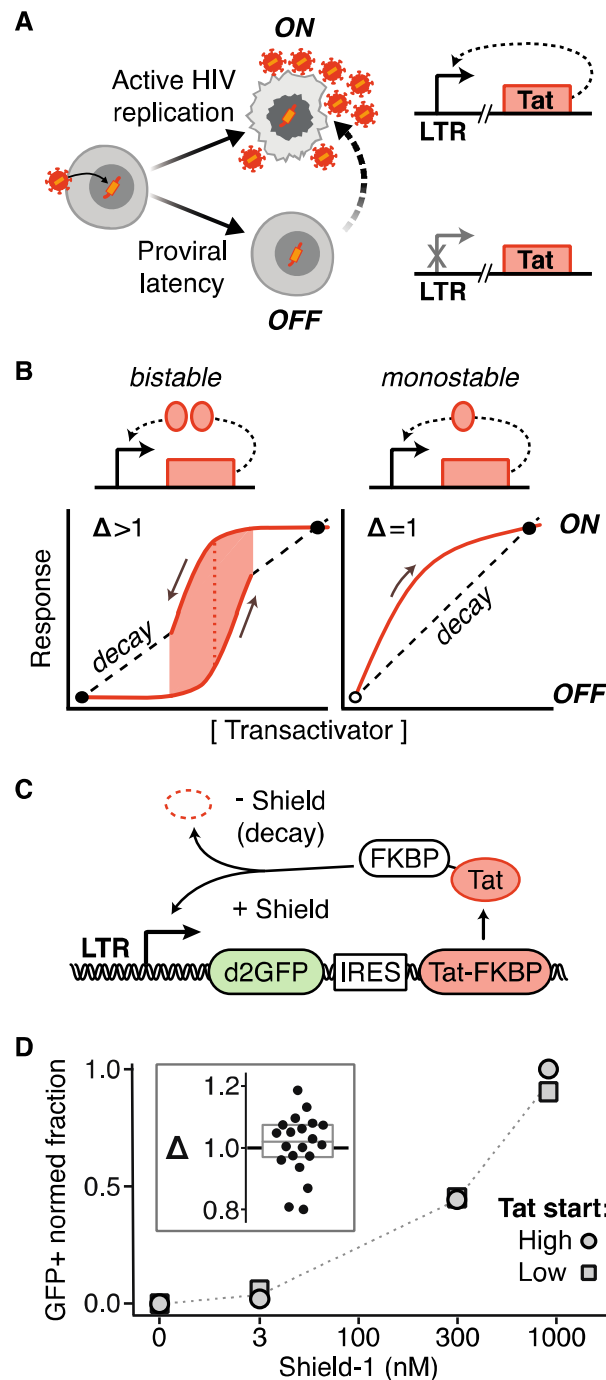 A
ON
Active HIV
replication
Proviral
latency
OFF
LTR
Tat
LTR
Tat
B
bistable
monostable
Δ>1
Δ=1
ON
decay
decay
OFF
Response
[ Transactivator ]
C
- Shield
(decay)
FKBP
Tat
+ Shield
LTR
d2GFP
IRES
Tat-FKBP
D
GFP+ normed fraction
1.0
0.5
0.0
Δ
1.2
1.0
0.8
Tat start:
High
Low
0
3
100
300
1000
Shield-1 (nM)